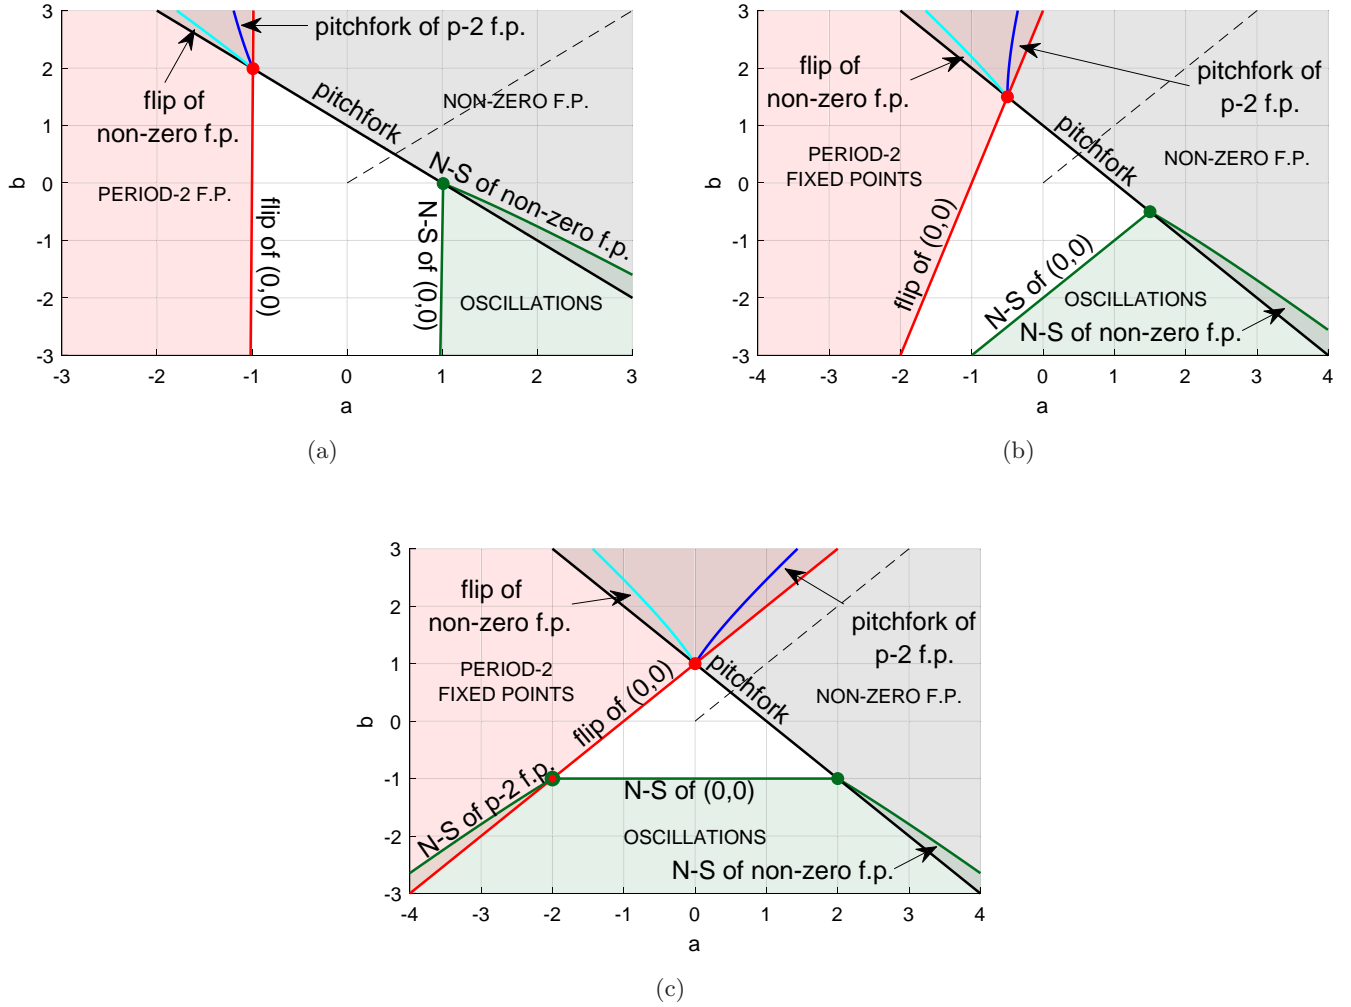 3
2
1
0
-1
-2
-3
-3
-2
-1
0
1
2
3
b
a
pitchfork of p-2 f.p.
flip of
non-zero f.p.
pitchfork
NON-ZERO F.P.
PERIOD-2 F.P.
flip of (0,0)
N-S of (0,0)
N-S of non-zero f.p.
OSCILLATIONS
(a)
3
2
1
0
-1
-2
-3
-4
-3
-2
-1
0
1
2
3
4
b
a
flip of
non-zero f.p.
pitchfork of
p-2 f.p.
pitchfork
PERIOD-2
FIXED POINTS
NON-ZERO F.P.
flip of (0,0)
N-S of (0,0)
OSCILLATIONS
N-S of non-zero f.p.
(b)
3
2
1
0
-1
-2
-3
-4
-3
-2
-1
0
1
2
3
4
b
a
flip of
non-zero f.p.
pitchfork of
p-2 f.p.
PERIOD-2
FIXED POINTS
flip of (0,0)
pitchfork
NON-ZERO F.P.
N-S of p-2 f.p.
N-S of (0,0)
OSCILLATIONS
N-S of non-zero f.p.
(c)